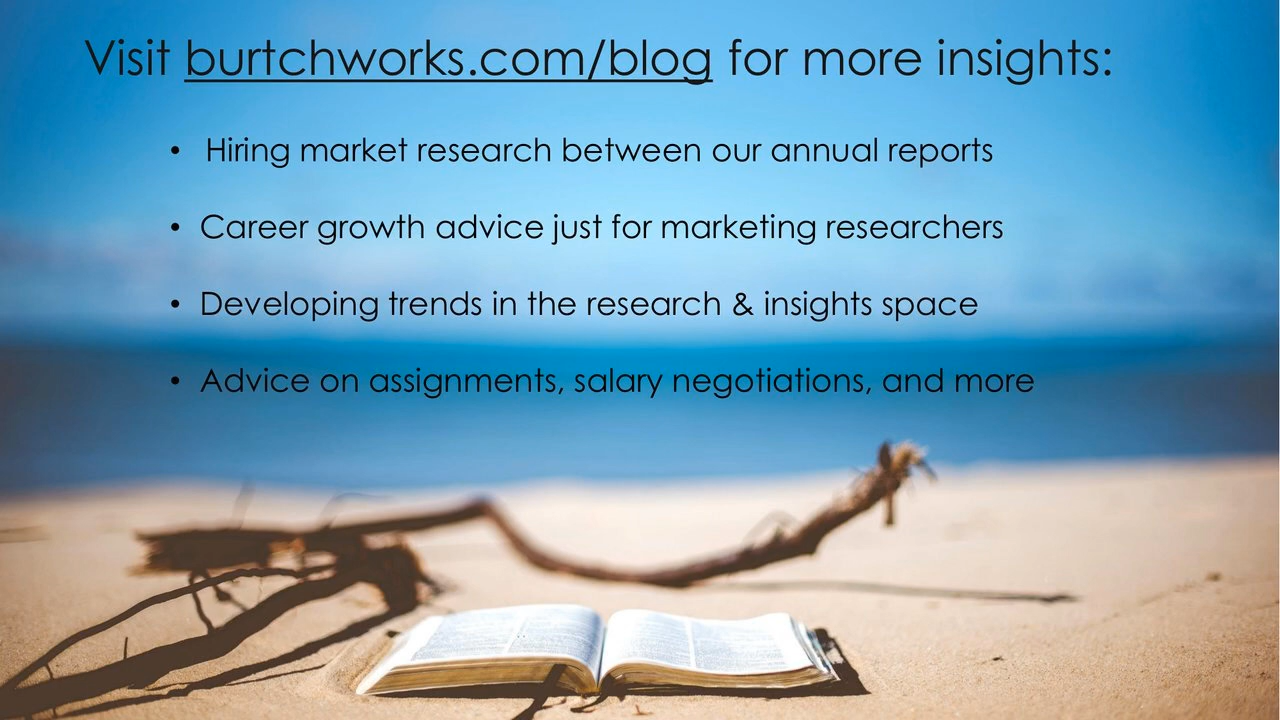 Visit burtchworks.com/blog for more insights:
• Hiring market research between our annual reports
• Career growth advice just for marketing researchers
• Developing trends in the research & insights space
• Advice on assignments, salary negotiations, and more